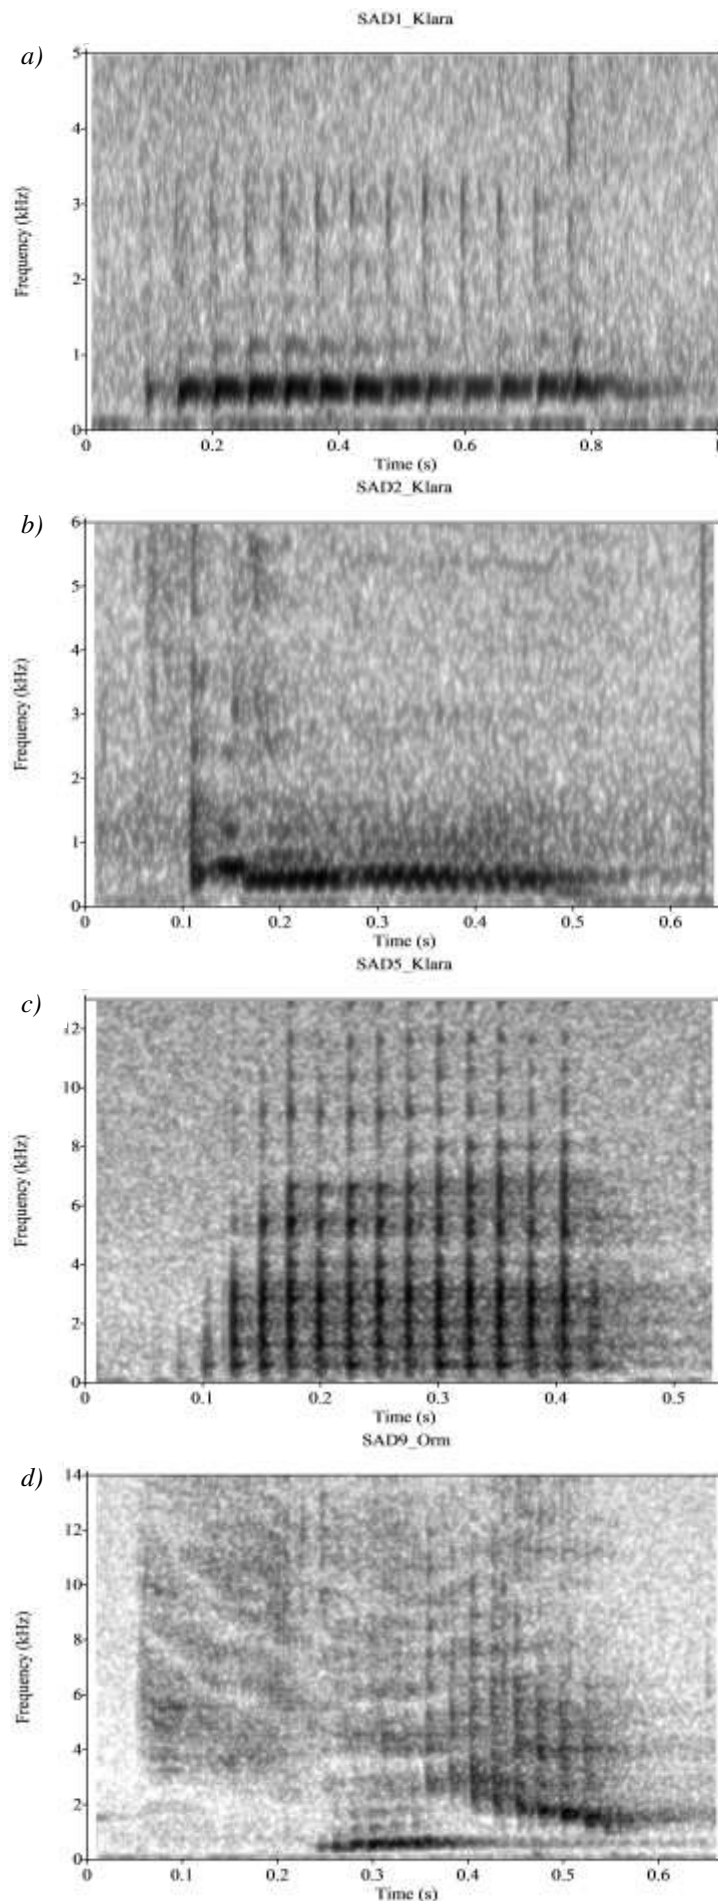 SAD1_Klara
a)
5
4
3
2
1
0
Frequency (kHz)
0 0.2 0.4 0.6 0.8
Time (s)
SAD2_Klara
b)
6
5
4
3
2
1
0
Frequency (kHz)
0 0.1 0.2 0.3 0.4 0.5 0.6
Time (s)
SAD5_Klara
c)
12
10
8
6
4
2
0
Frequency (kHz)
0 0.1 0.2 0.3 0.4 0.5
Time (s)
SAD9_Orm
d)
14
12
10
8
6
4
2
0
Frequency (kHz)
0 0.1 0.2 0.3 0.4 0.5 0.6
Time (s)